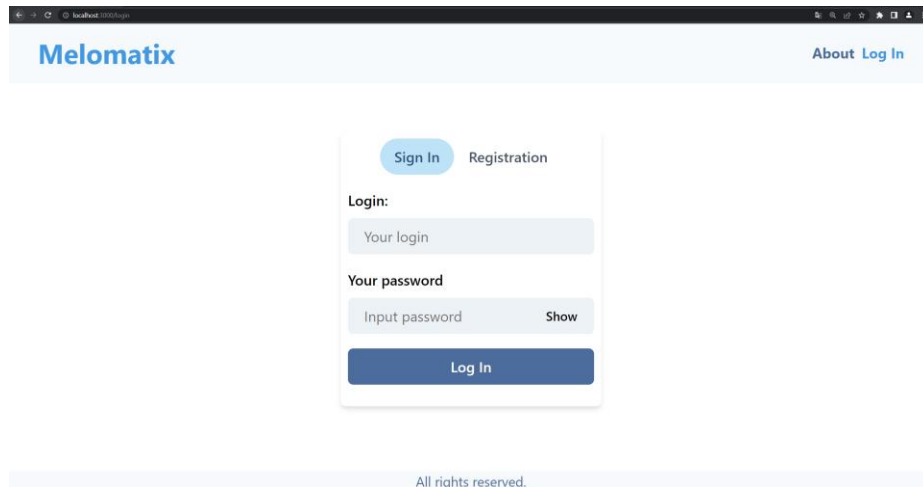 localhost:3000/login
Melomatix
About Log In
Sign In Registration
Login:
Your login
Your password
Input password Show
Log In
All rights reserved.